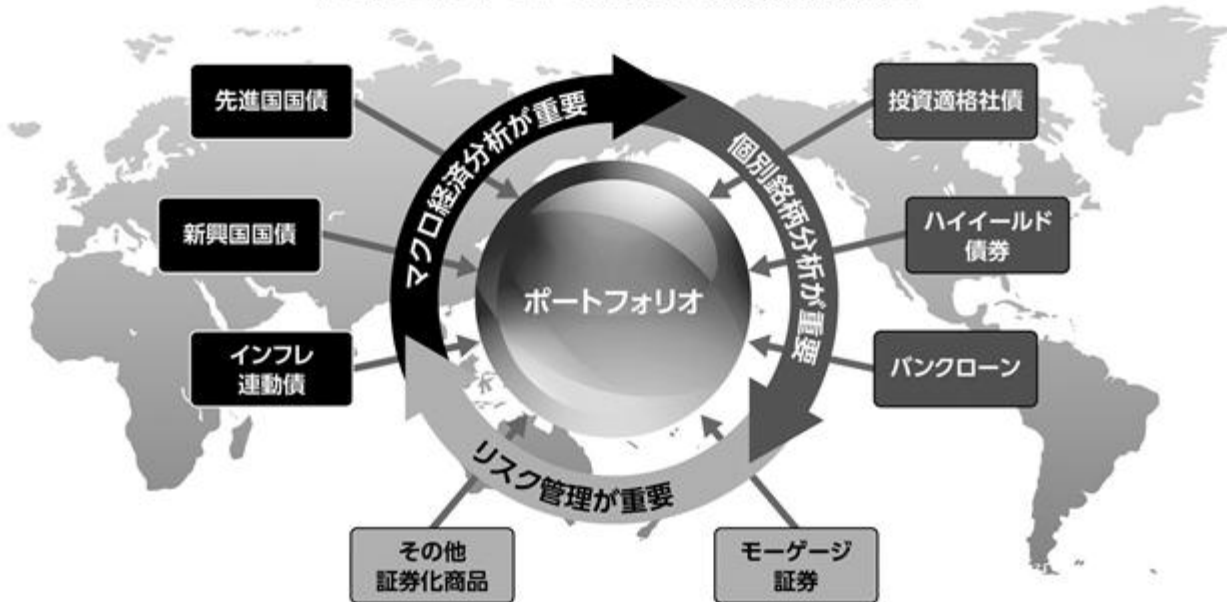 先進国国債
新興国国債
インフレ
連動債
マクロ経済分析が重要
ポートフォリオ
個別銘柄分析が重要
投資適格社債
ハイイールド
債券
バンクローン
リスク管理が重要
その他
証券化商品
モーゲージ
証券